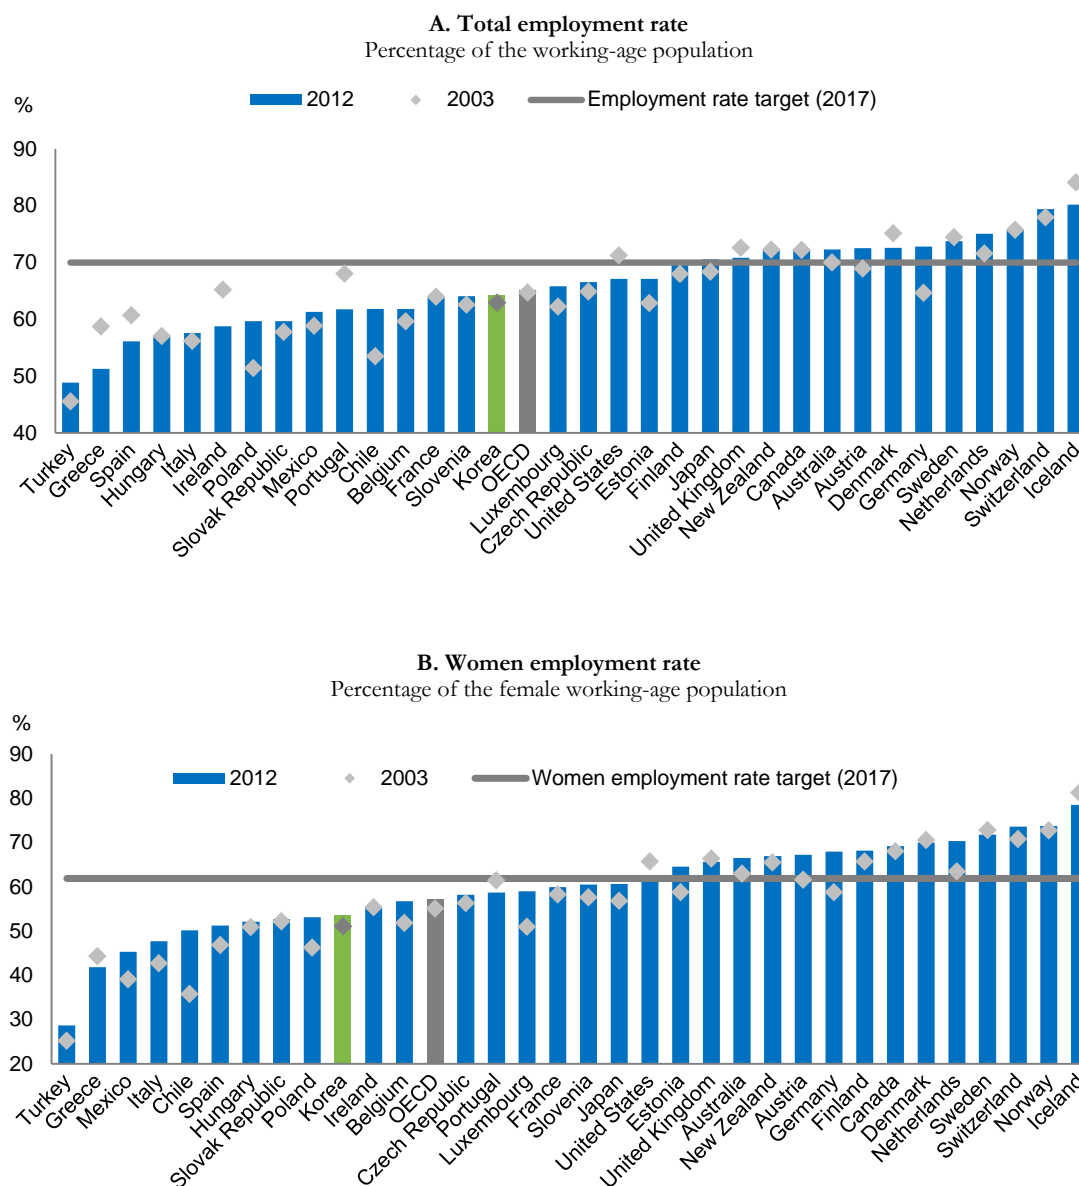 A. Total employment rate
Percentage of the working-age population
%
2012
2003
Employment rate target (2017)
90
80
70
60
50
40
Turkey
Greece
Spain
Hungary
Italy
Ireland
Poland
Slovak Republic
Mexico
Portugal
Chile
Belgium
France
Slovenia
Korea
OECD
Luxembourg
Czech Republic
United States
Estonia
Finland
Japan
United Kingdom
New Zealand
Canada
Australia
Austria
Denmark
Germany
Sweden
Netherlands
Norway
Switzerland
Iceland
B. Women employment rate
Percentage of the female working-age population
%
2012
2003
Women employment rate target (2017)
90
80
70
60
50
40
30
20
Turkey
Greece
Mexico
Italy
Chile
Spain
Hungary
Slovak Republic
Poland
Korea
Ireland
Belgium
OECD
Czech Republic
Portugal
Luxembourg
France
Slovenia
Japan
United States
Estonia
United Kingdom
Australia
New Zealand
Austria
Germany
Finland
Canada
Denmark
Netherlands
Sweden
Switzerland
Norway
Iceland